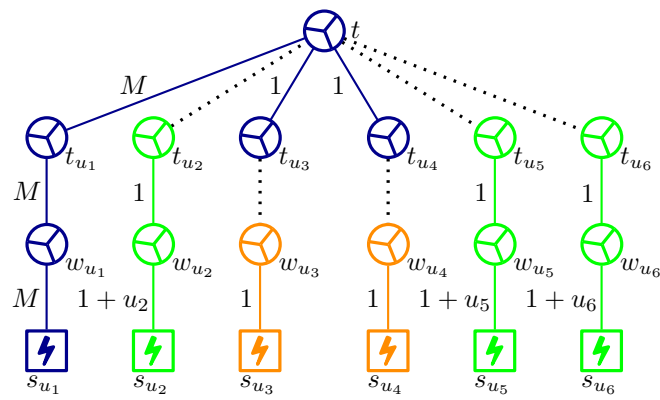 t
M 1 1
t_{u_1} t_{u_2} t_{u_3} t_{u_4} t_{u_5} t_{u_6}
M 1 1 1
w_{u_1} w_{u_2} w_{u_3} w_{u_4} w_{u_5} w_{u_6}
M 1 + u_2 1 1 1 + u_5 1 + u_6
s_{u_1} s_{u_2} s_{u_3} s_{u_4} s_{u_5} s_{u_6}